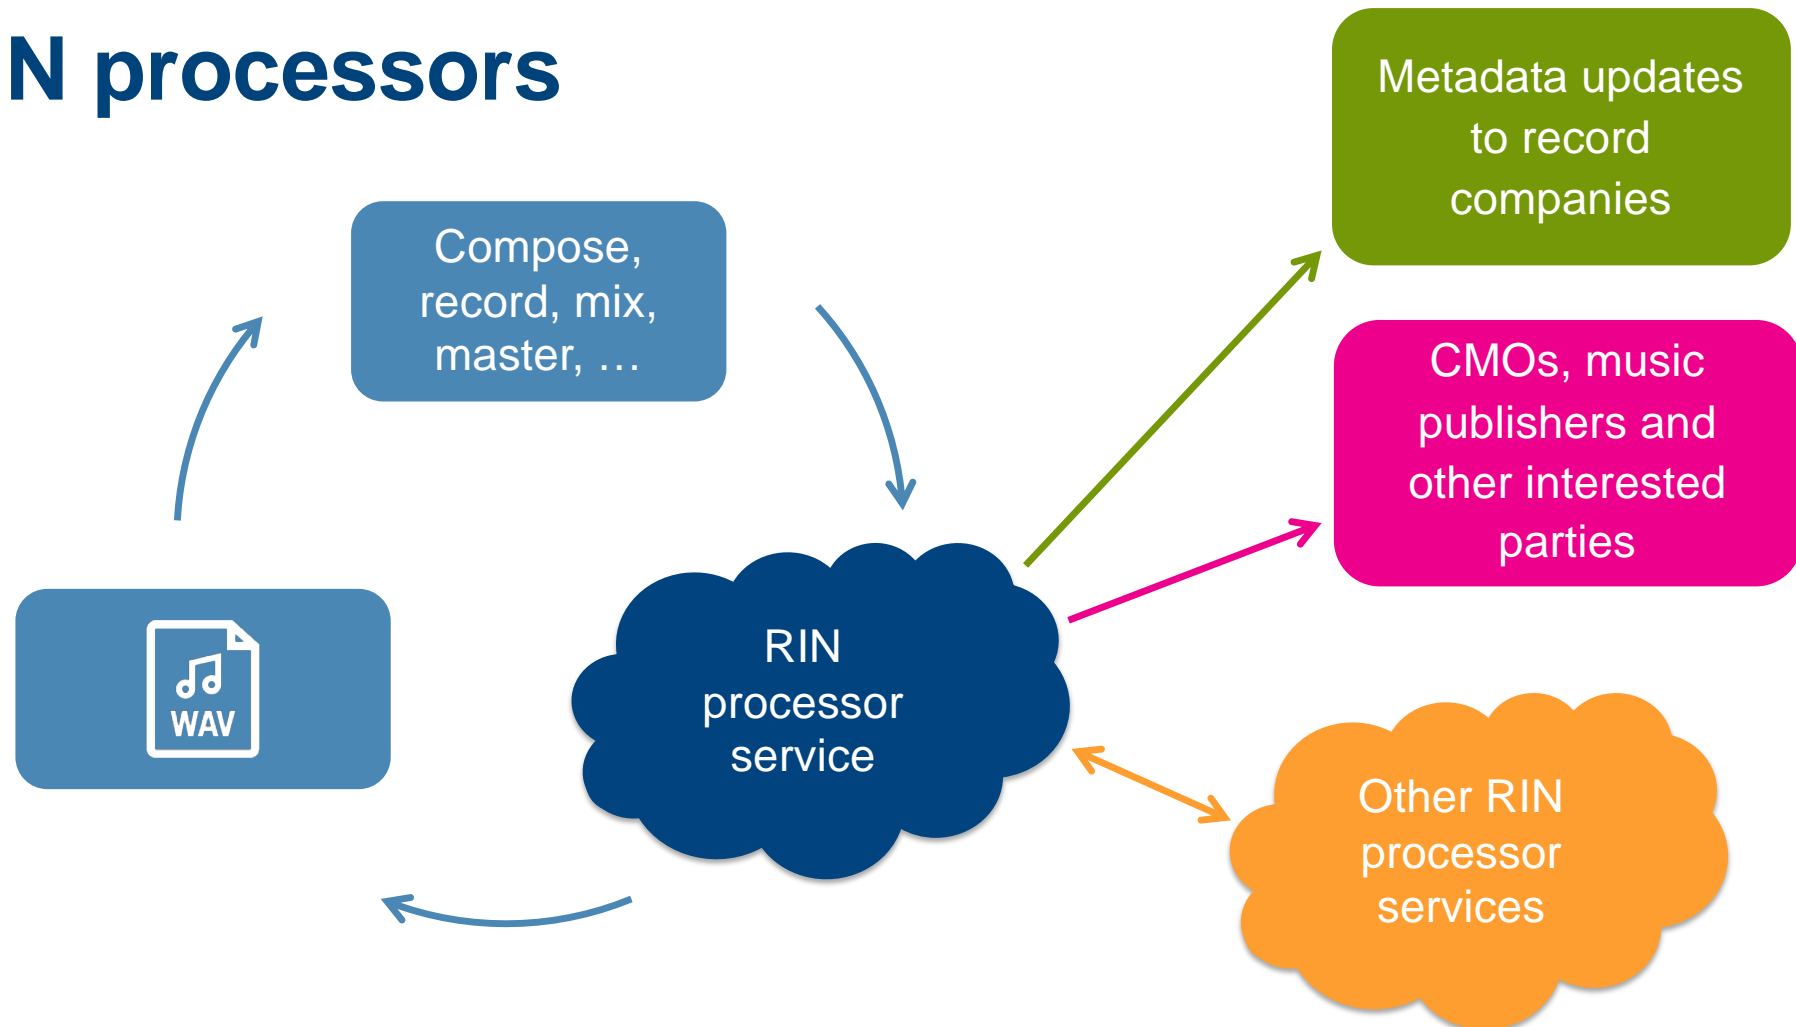 N processors
Compose,
record, mix,
master, …
WAV
RIN
processor
service
Metadata updates
to record
companies
CMOs, music
publishers and
other interested
parties
Other RIN
processor
services